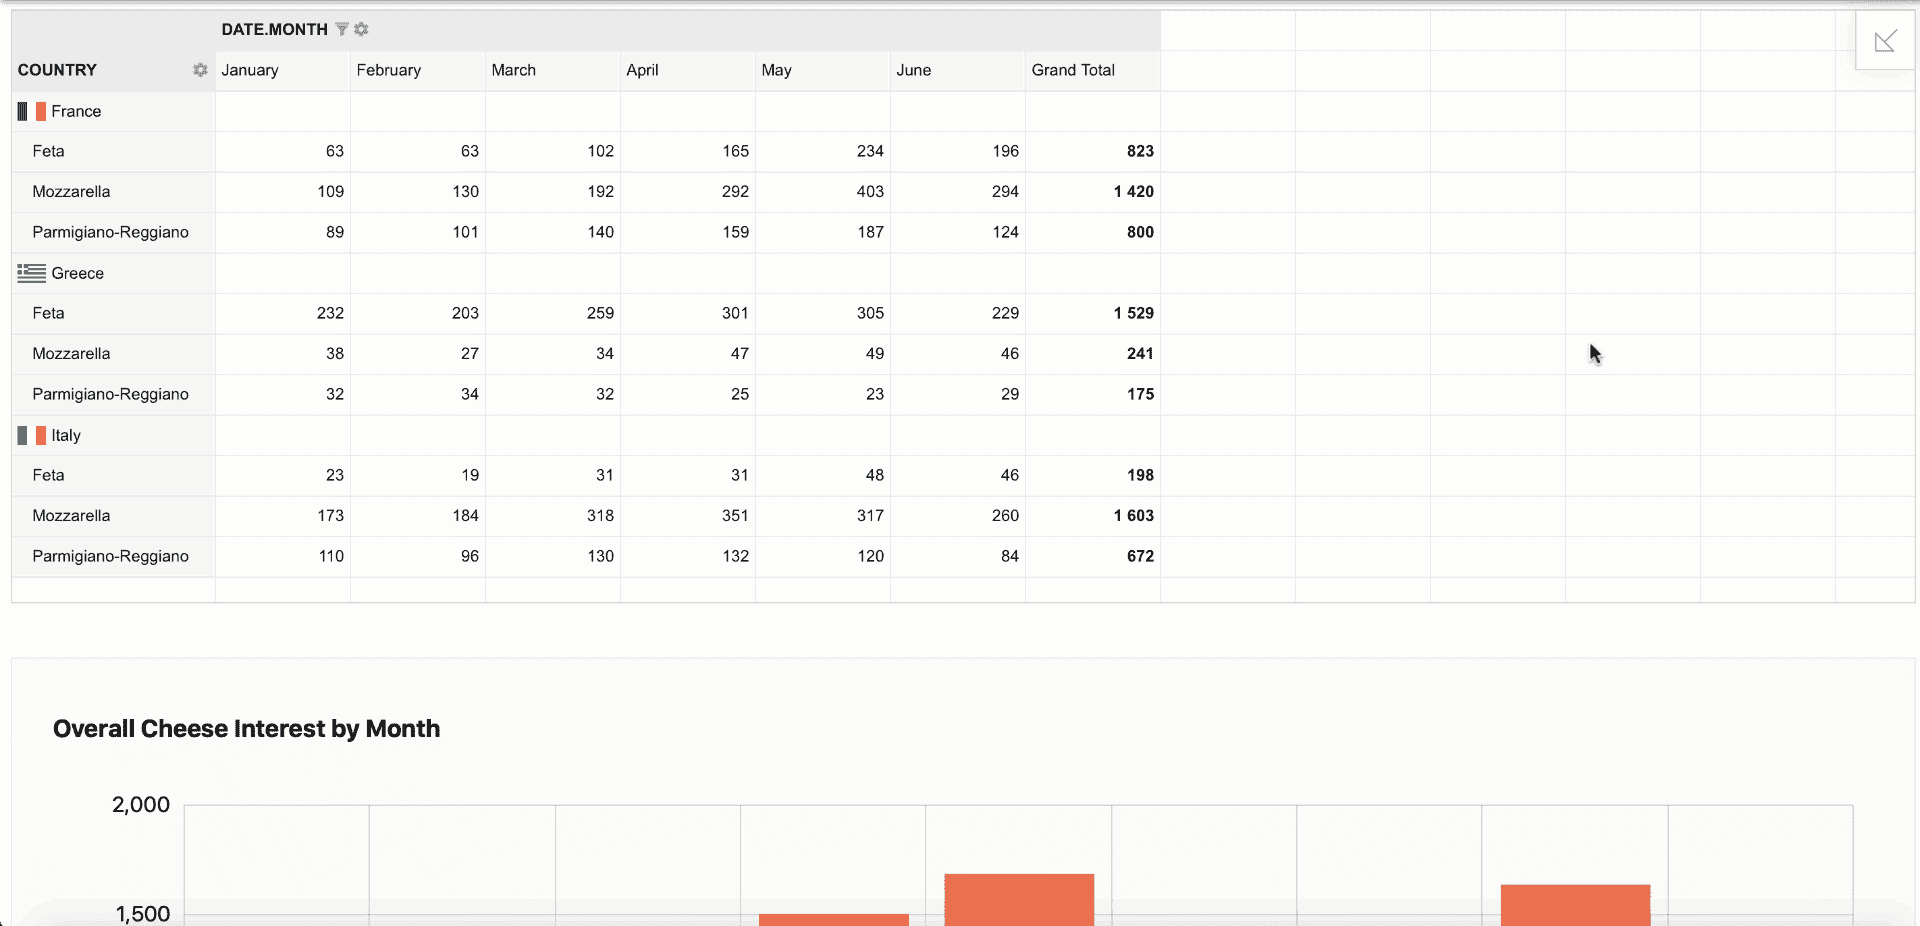 DATE.MONTH
COUNTRY January February March April May June Grand Total
France
Feta 63 63 102 165 234 196 823
Mozzarella 109 130 192 292 403 294 1 420
Parmigiano-Reggiano 89 101 140 159 187 124 800
Greece
Feta 232 203 259 301 305 229 1 529
Mozzarella 38 27 34 47 49 46 241
Parmigiano-Reggiano 32 34 32 25 23 29 175
Italy
Feta 23 19 31 31 48 46 198
Mozzarella 173 184 318 351 317 260 1 603
Parmigiano-Reggiano 110 96 130 132 120 84 672
Overall Cheese Interest by Month
2,000
1,500